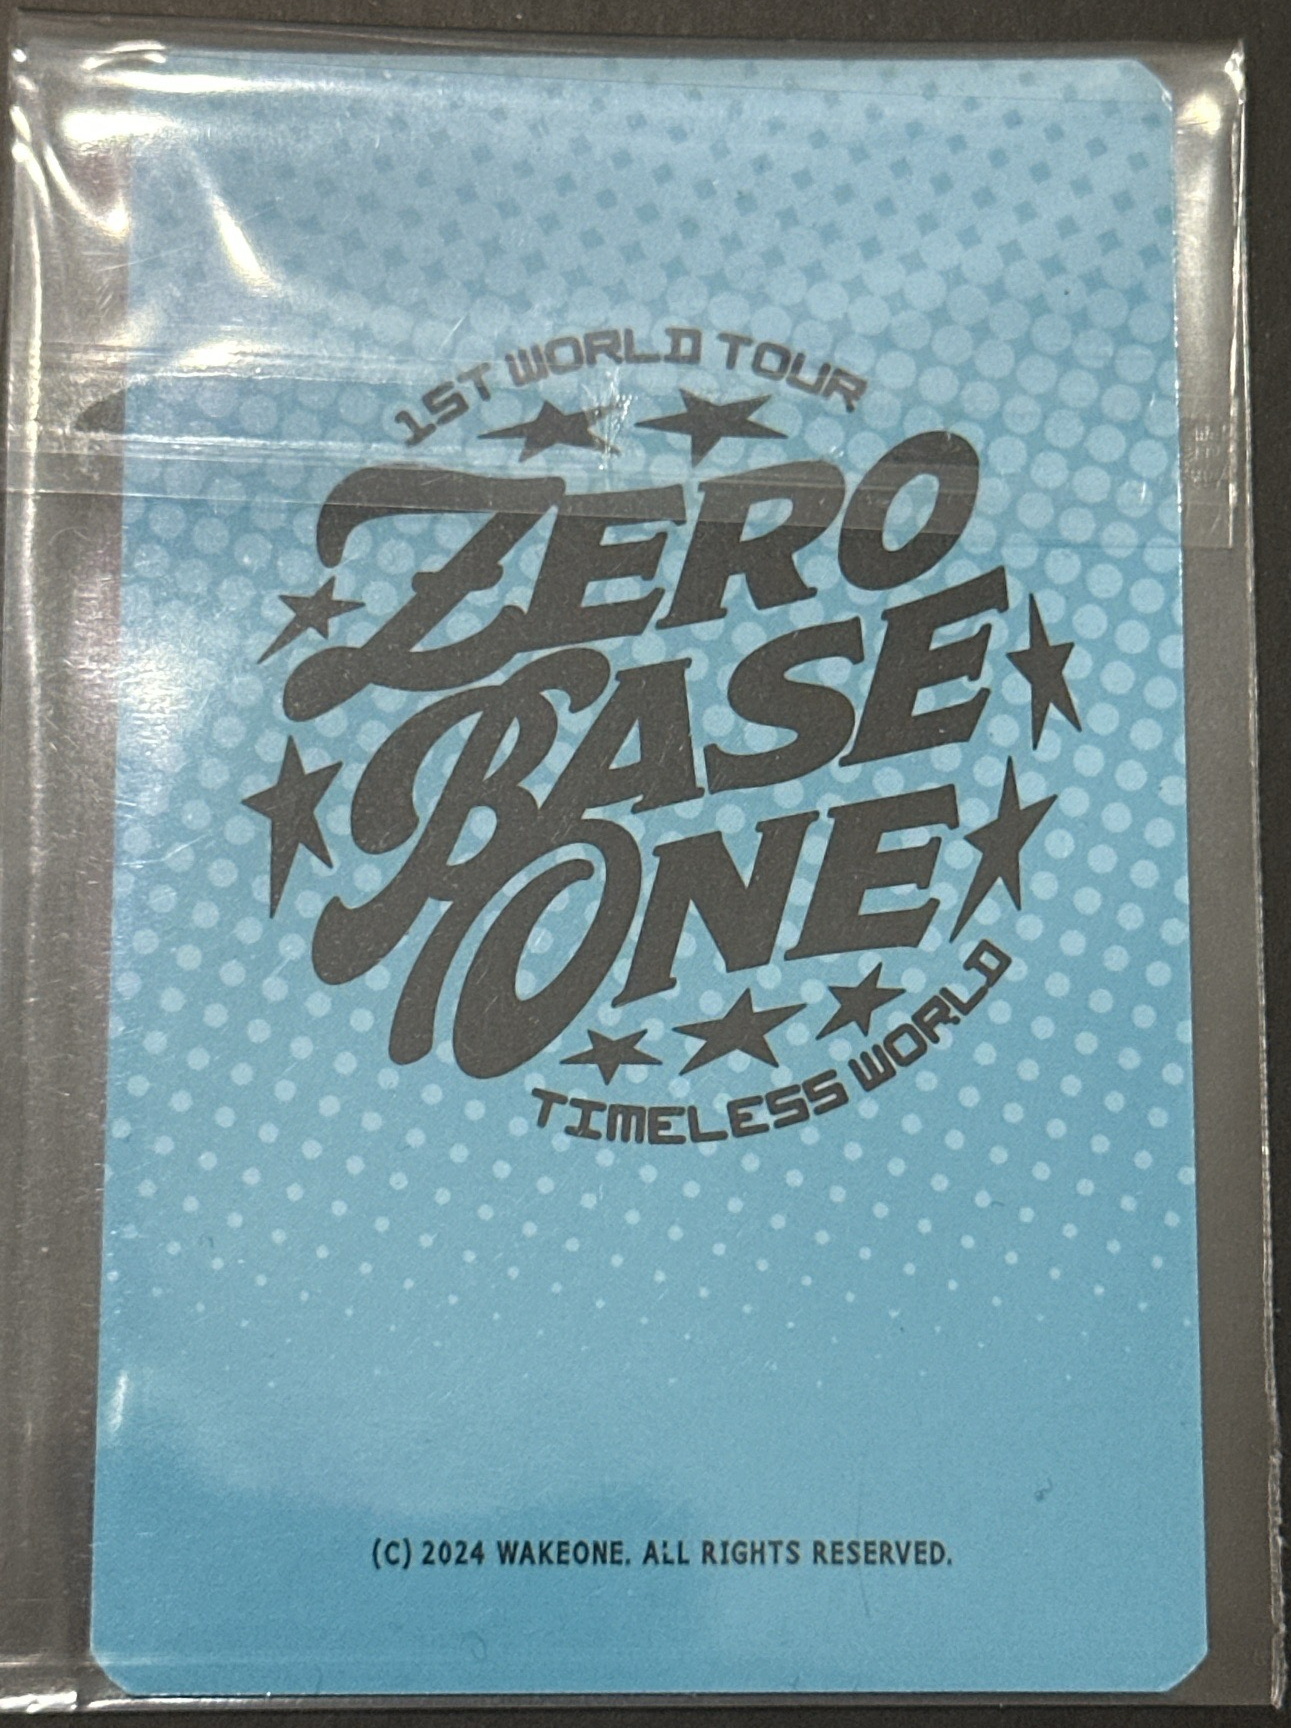 1ST WORLD TOUR
ZERO
BASE
ONE
TIMELESS WORLD
(C) 2024 WAKEONE. ALL RIGHTS RESERVED.